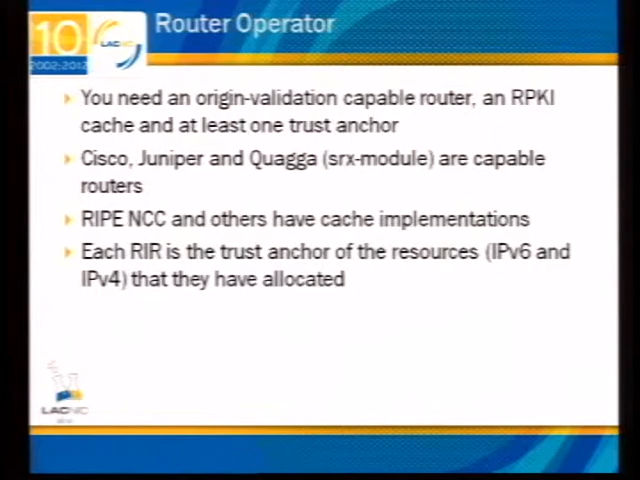 Router Operator
10
LACNIC
2002-2012
You need an origin-validation capable router, an RPKI
cache and at least one trust anchor
Cisco, Juniper and Quagga (srx-module) are capable
routers
RIPE NCC and others have cache implementations
Each RIR is the trust anchor of the resources (IPv6 and
IPv4) that they have allocated
LACNIC